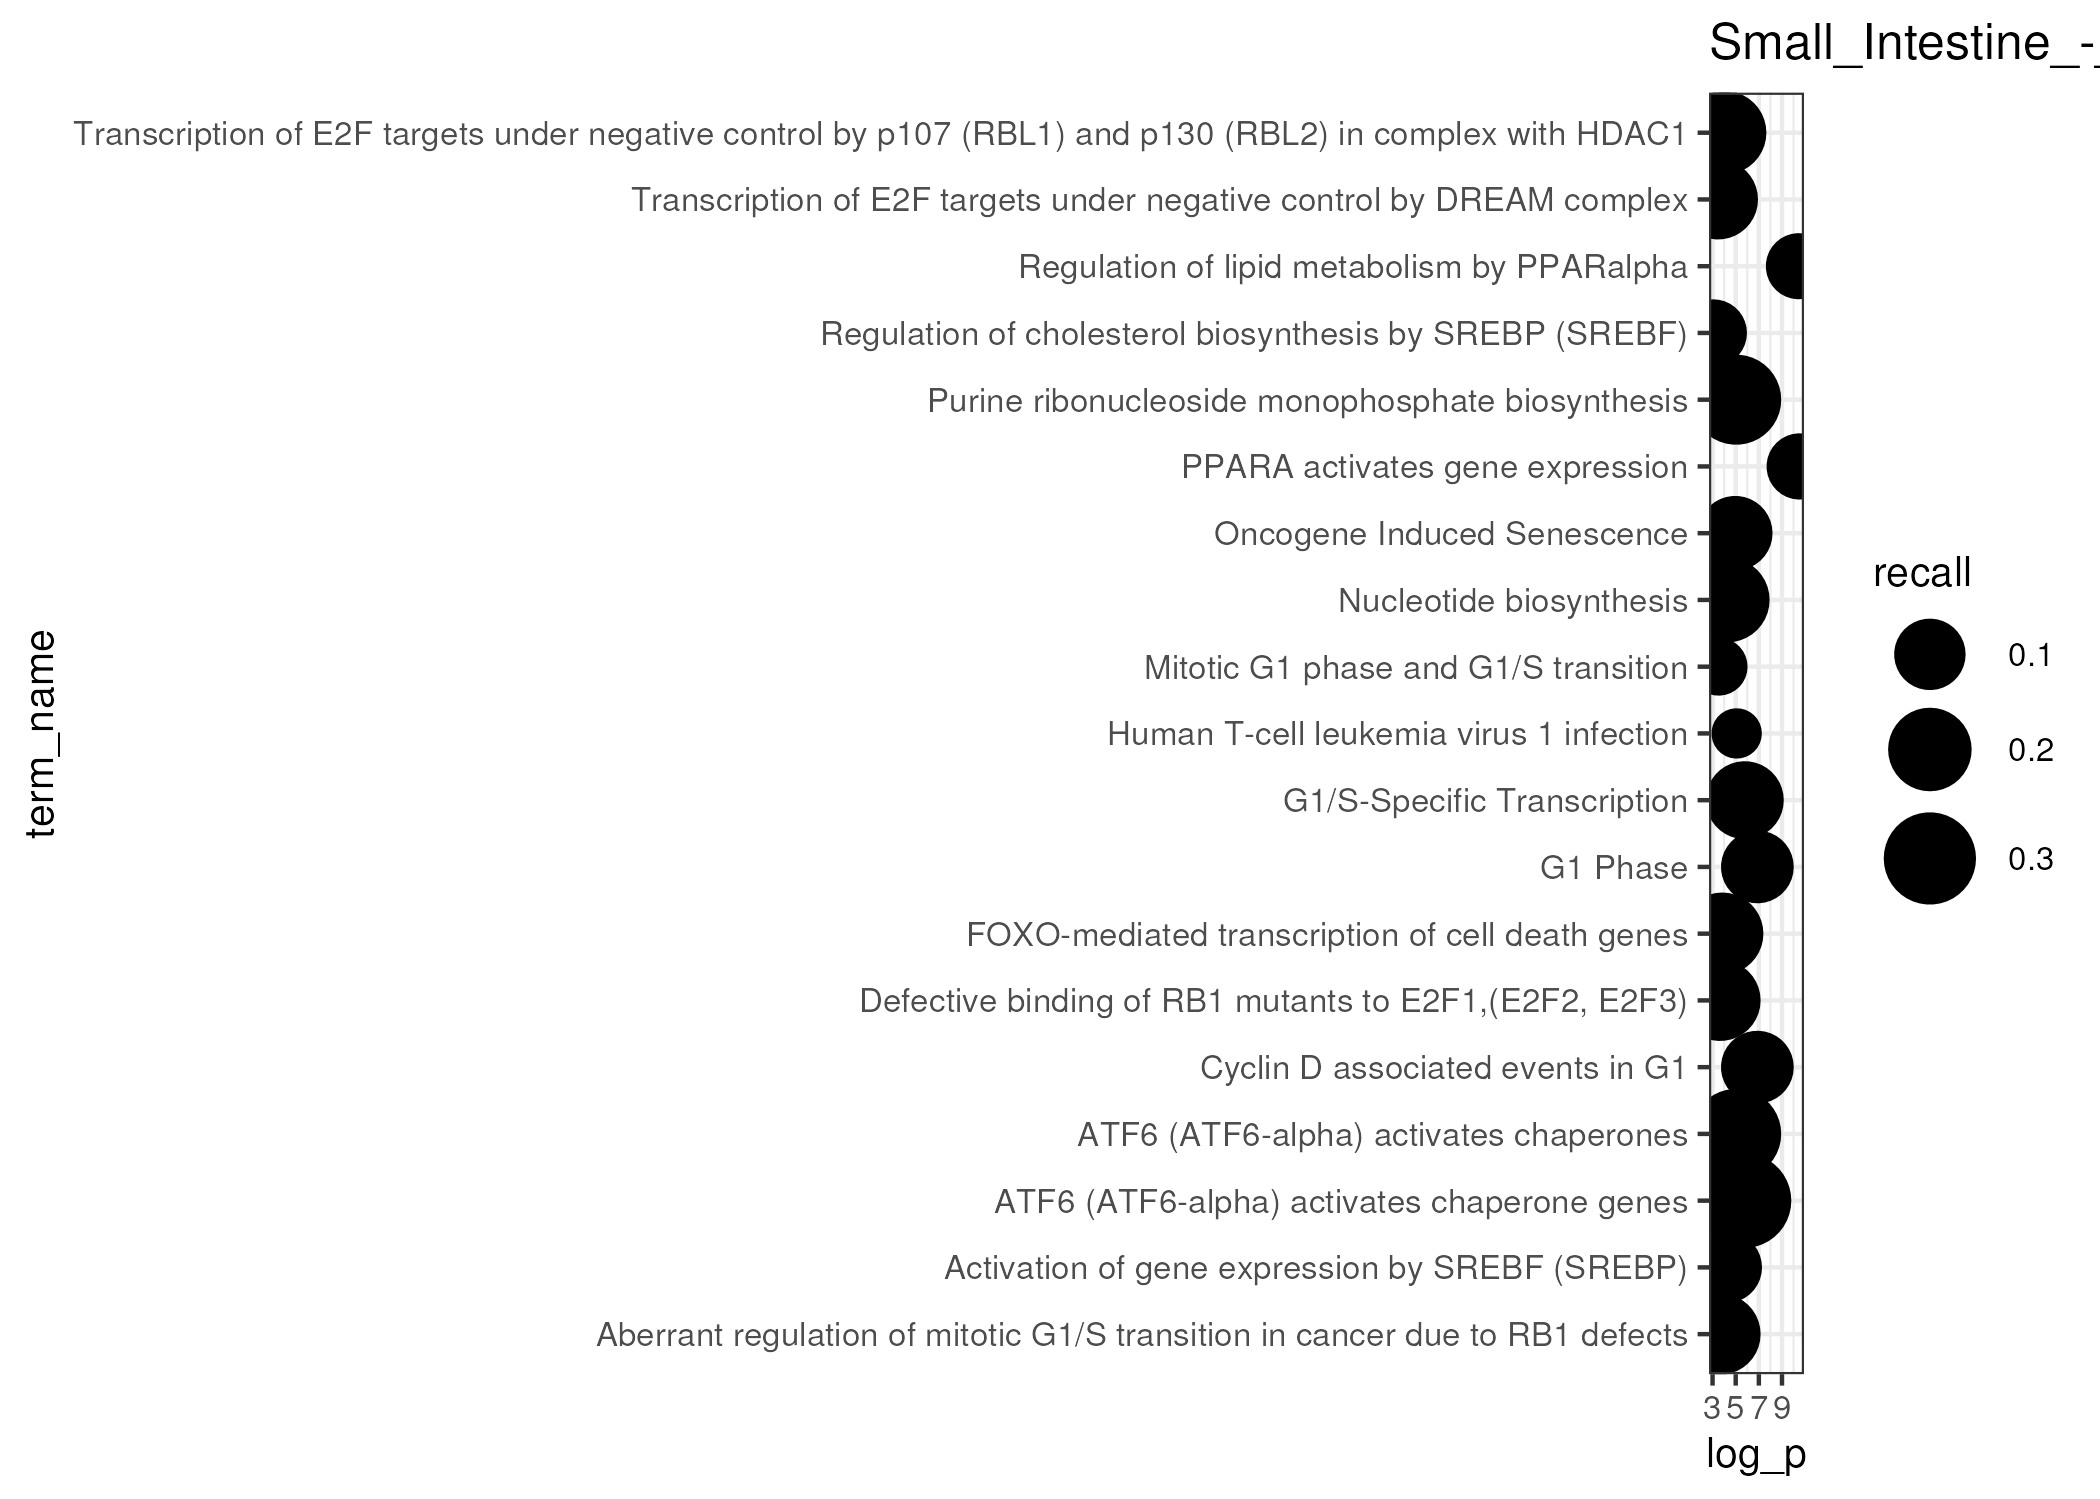 Small_Intestine_-_
Transcription of E2F targets under negative control by p107 (RBL1) and p130 (RBL2) in complex with HDAC1
Transcription of E2F targets under negative control by DREAM complex
Regulation of lipid metabolism by PPARalpha
Regulation of cholesterol biosynthesis by SREBP (SREBF)
Purine ribonucleoside monophosphate biosynthesis
PPARA activates gene expression
Oncogene Induced Senescence
Nucleotide biosynthesis
Mitotic G1 phase and G1/S transition
Human T-cell leukemia virus 1 infection
G1/S-Specific Transcription
G1 Phase
FOXO-mediated transcription of cell death genes
Defective binding of RB1 mutants to E2F1,(E2F2, E2F3)
Cyclin D associated events in G1
ATF6 (ATF6-alpha) activates chaperones
ATF6 (ATF6-alpha) activates chaperone genes
Activation of gene expression by SREBF (SREBP)
Aberrant regulation of mitotic G1/S transition in cancer due to RB1 defects
term_name
3 5 7 9
log_p
recall
0.1
0.2
0.3